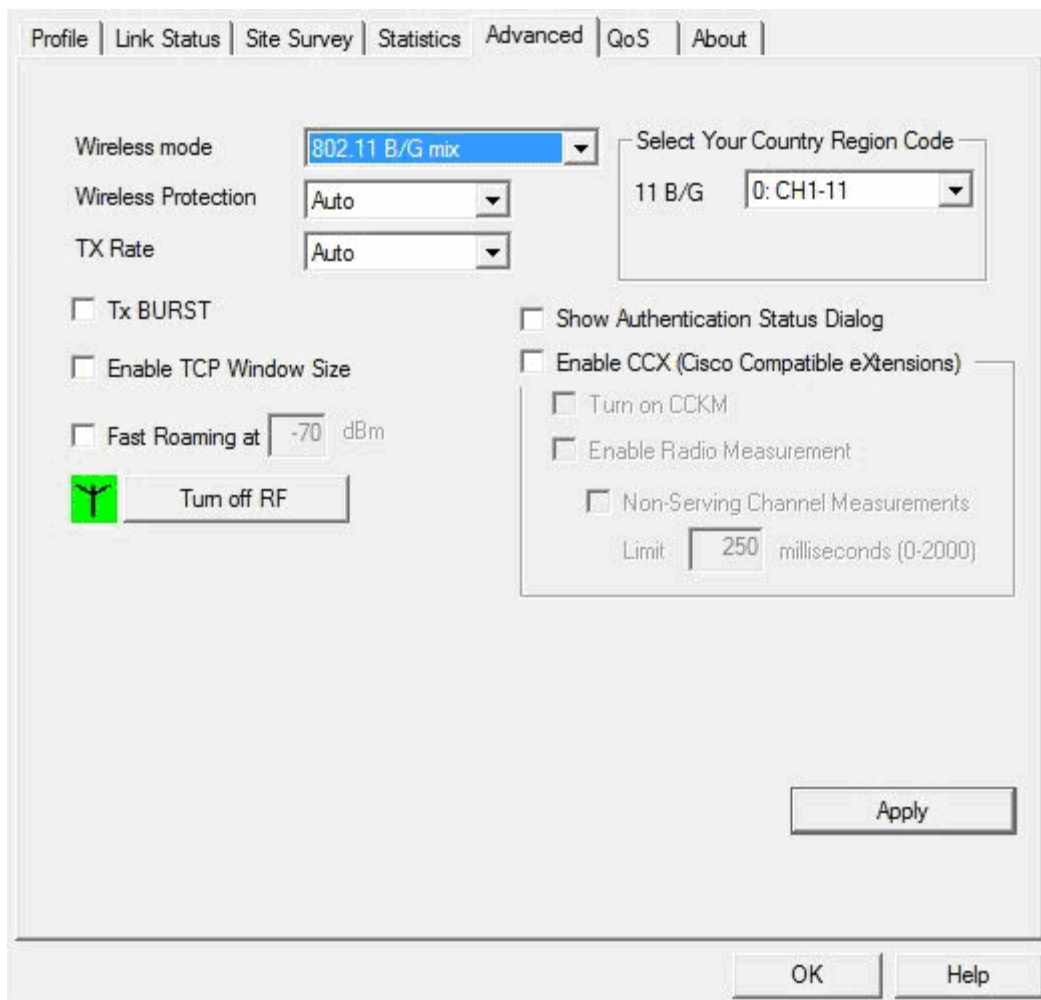 Profile Link Status Site Survey Statistics Advanced QoS About
Wireless mode 802.11 B/G mix
Wireless Protection Auto
TX Rate Auto
Select Your Country Region Code
11 B/G 0: CH1-11
Tx BURST
Enable TCP Window Size
Fast Roaming at -70 dBm
Turn off RF
Show Authentication Status Dialog
Enable CCX (Cisco Compatible eXtensions)
Turn on CCKM
Enable Radio Measurement
Non-Serving Channel Measurements
Limit 250 milliseconds (0-2000)
Apply
OK Help